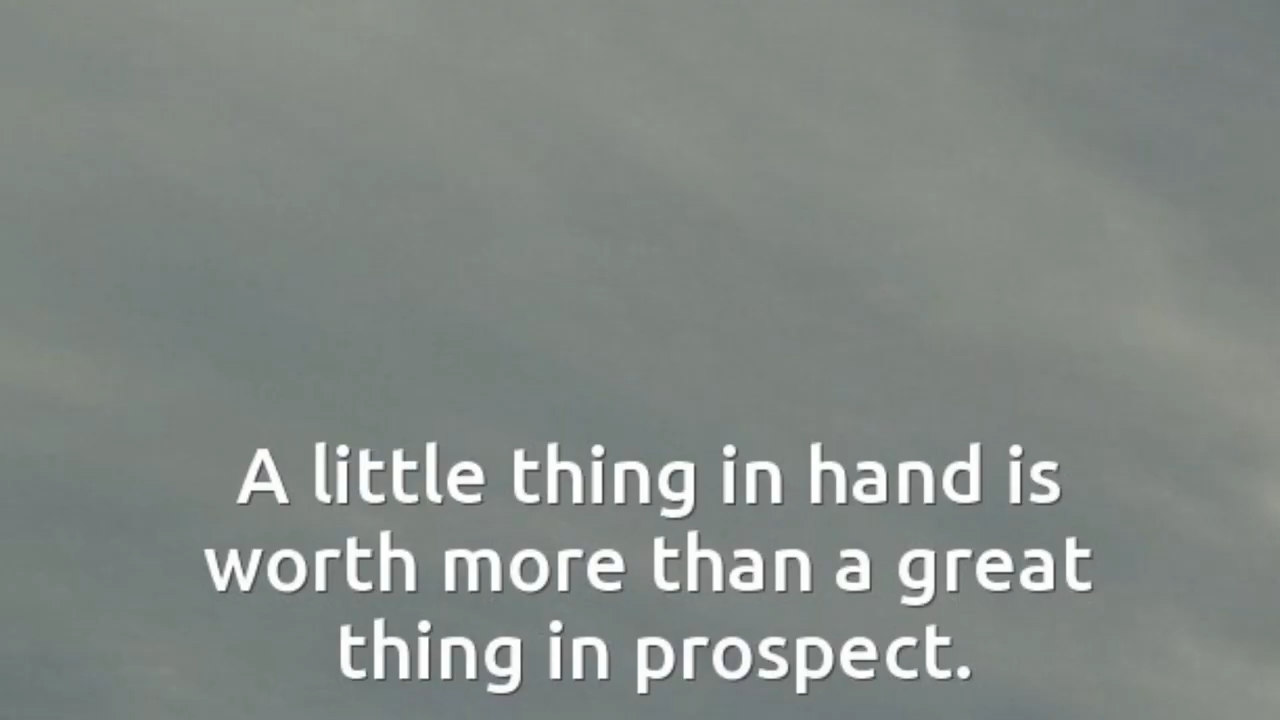 A little thing in hand is
worth more than a great
thing in prospect.